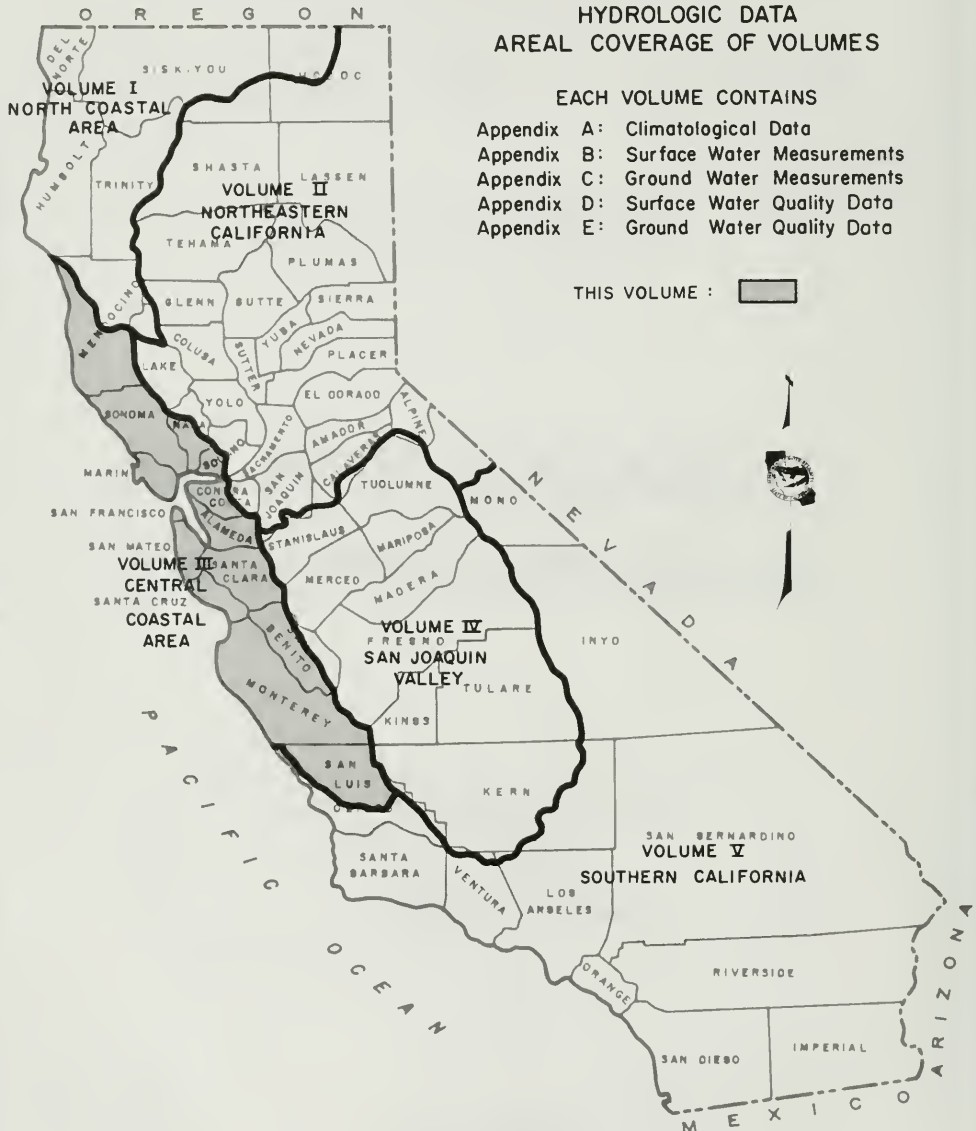 HYDROLOGIC DATA
AREAL COVERAGE OF VOLUMES
EACH VOLUME CONTAINS
Appendix A: Climatological Data
Appendix B: Surface Water Measurements
Appendix C: Ground Water Measurements
Appendix D: Surface Water Quality Data
Appendix E: Ground Water Quality Data
THIS VOLUME :
OREGON
DEL NORTE
SISKIYOU
MODOC
VOLUME I
NORTH COASTAL
AREA
HUMBOLT
TRINITY
SHASTA
LASSEN
VOLUME II
NORTHEASTERN
CALIFORNIA
TEHAMA
PLUMAS
MENDOCINO
GLENN
BUTTE
SIERRA
YUBA
NEVADA
COLUSA
SUTTER
PLACER
LAKE
YOLO
EL DORADO
SONOMA
NAPA
SACRAMENTO
AMADOR
ALPINE
SOLANO
CALAVERAS
MARIN
CONTRA
COSTA
SAN
JOAQUIN
TUOLUMNE
MONO
NEVADA
SAN FRANCISCO
ALAMEDA
STANISLAUS
MARIPOSA
SAN MATEO
VOLUME III
CENTRAL
COASTAL
AREA
SANTA
CLARA
MERCED
MADERA
SANTA CRUZ
SAN
BENITO
VOLUME IV
SAN JOAQUIN
VALLEY
FRESNO
INYO
MONTEREY
KINGS
TULARE
PACIFIC OCEAN
SAN
LUIS
OBISPO
KERN
SAN BERNARDINO
VOLUME V
SOUTHERN CALIFORNIA
SANTA
BARBARA
VENTURA
LOS
ANGELES
ORANGE
RIVERSIDE
SAN DIEGO
IMPERIAL
ARIZONA
MEXICO